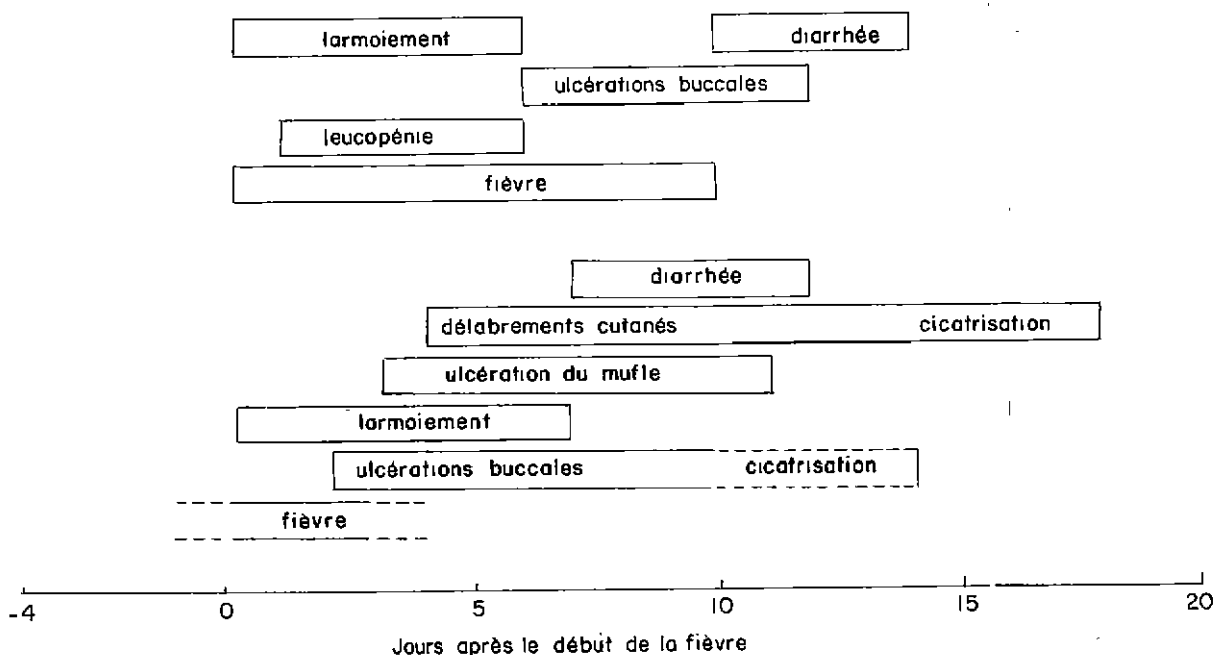 larmoiement diarrhée
ulcérations buccales
leucopénie
fièvre
diarrhée
délabrements cutanés cicatrisation
ulcération du mufle
larmoiement
ulcérations buccales cicatrisation
fièvre
-4 0 5 10 15 20
Jours après le début de la fièvre